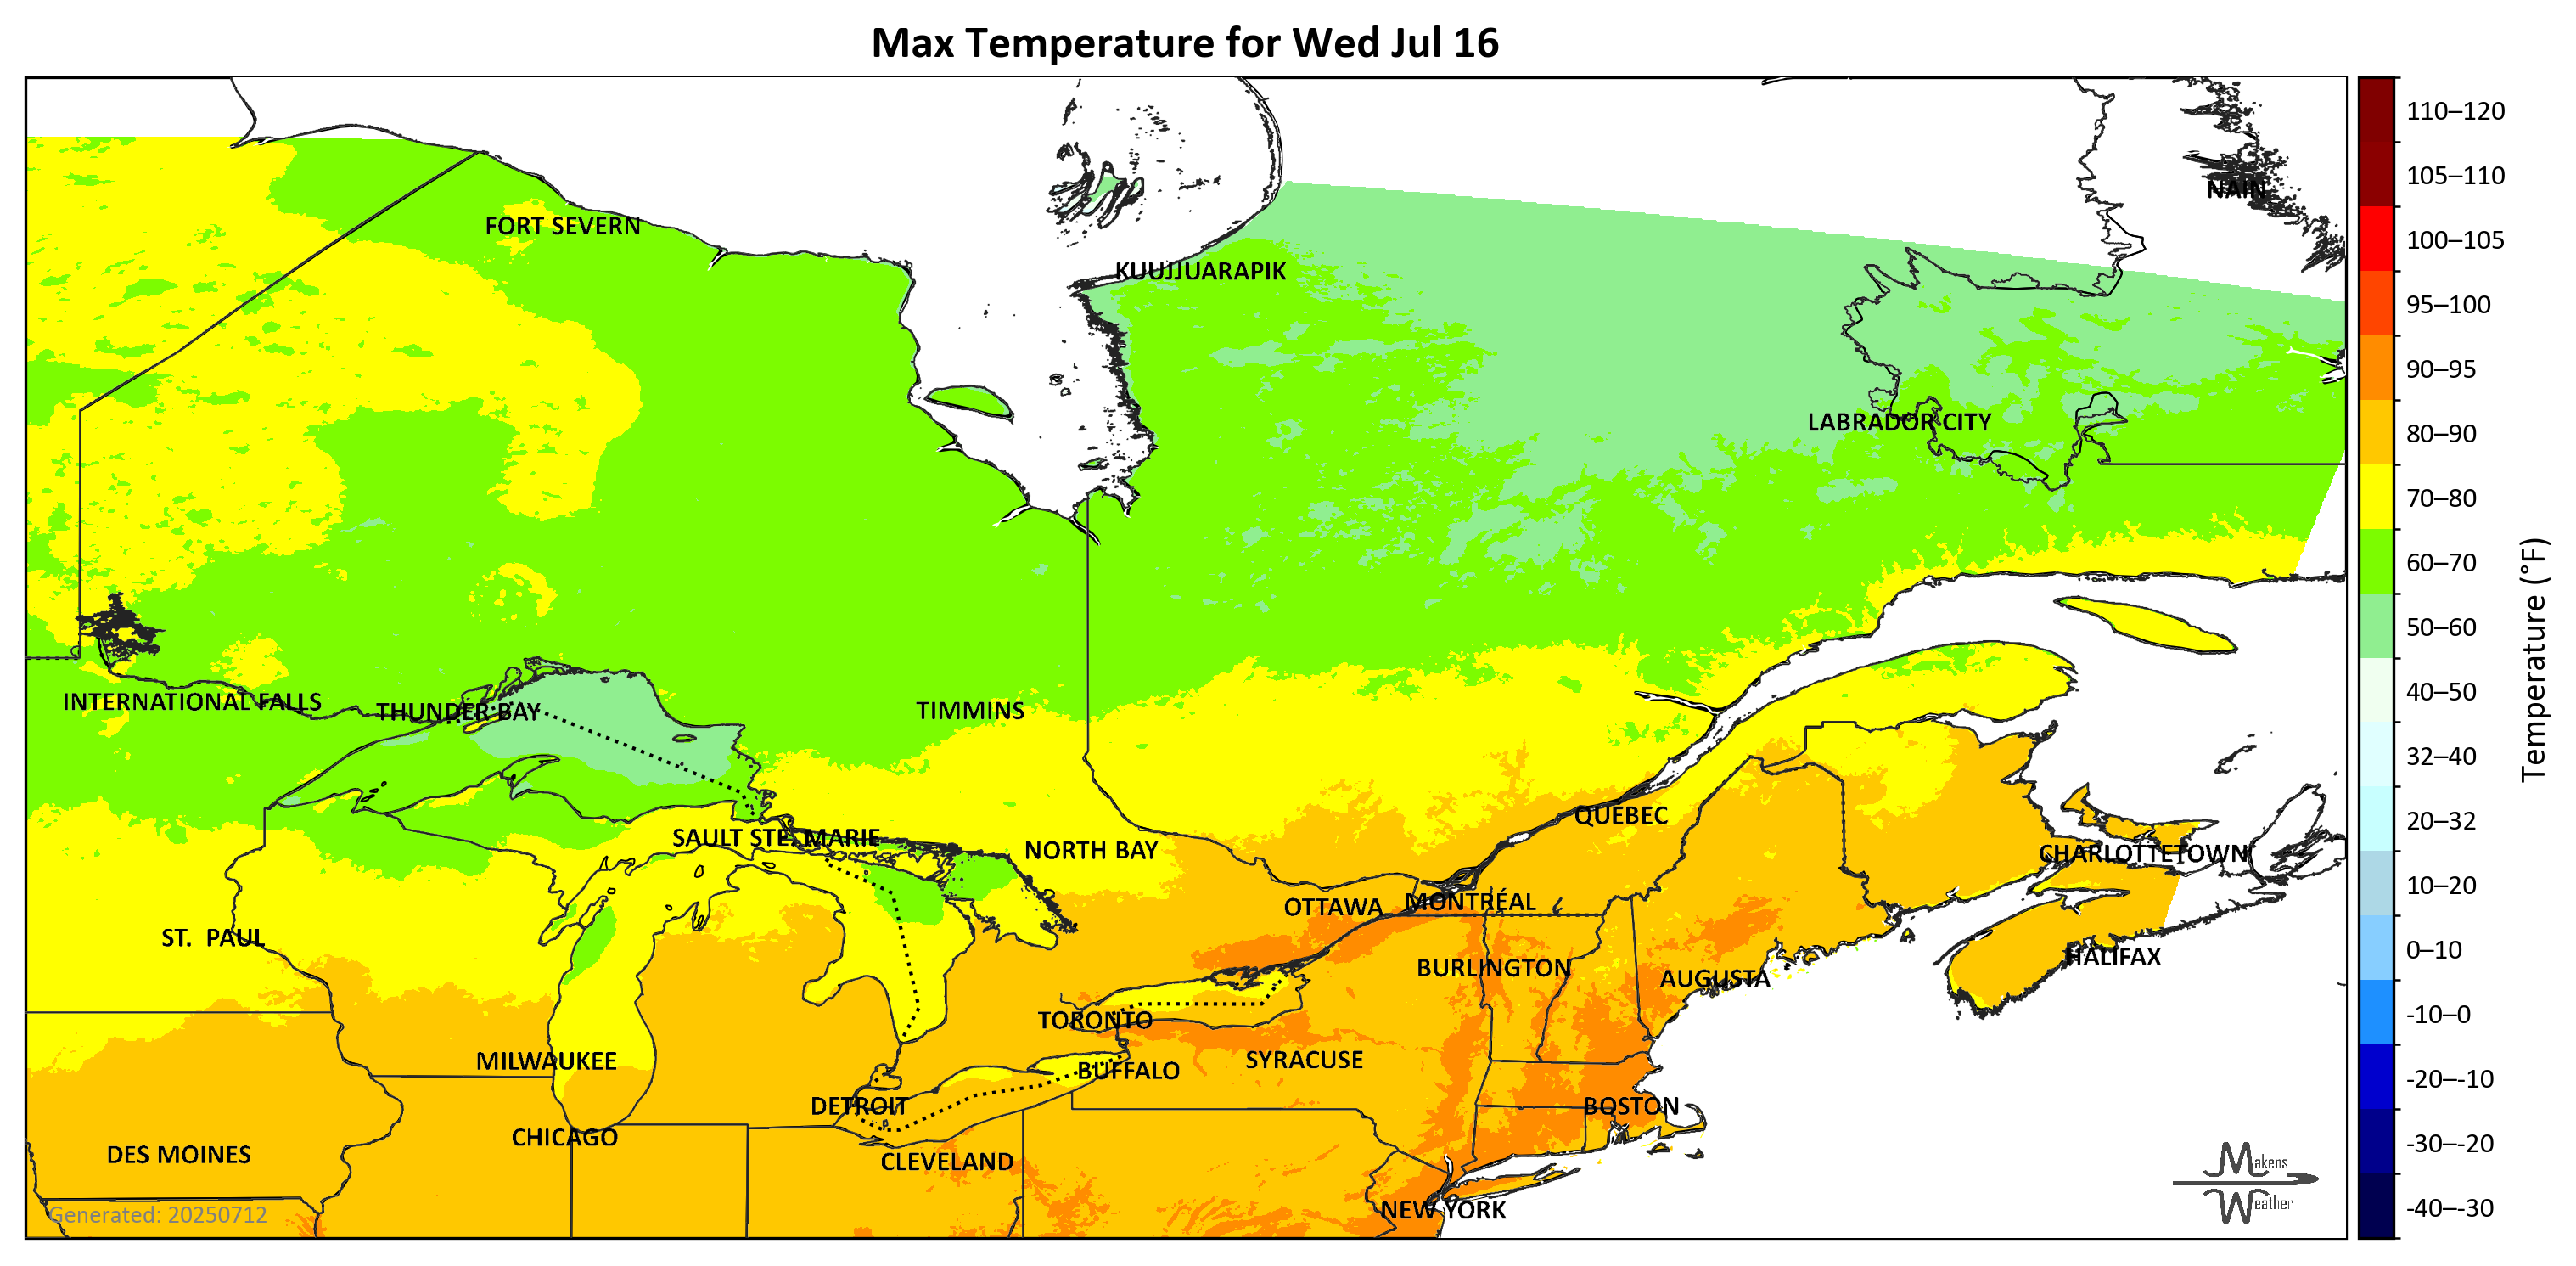 Max Temperature for Wed Jul 16
NAIN
FORT SEVERN
KUUJJUARAPIK
LABRADOR CITY
INTERNATIONAL FALLS
THUNDER BAY
TIMMINS
SAULT STE. MARIE
NORTH BAY
QUEBEC
CHARLOTTETOWN
OTTAWA
MONTRÉAL
ST. PAUL
HALIFAX
BURLINGTON
AUGUSTA
TORONTO
MILWAUKEE
BUFFALO
SYRACUSE
DETROIT
BOSTON
CHICAGO
DES MOINES
CLEVELAND
NEW YORK
Generated: 20250712
Makens
Weather
110–120
105–110
100–105
95–100
90–95
80–90
70–80
60–70
50–60
40–50
32–40
20–32
10–20
0–10
-10–0
-20–-10
-30–-20
-40–-30
Temperature (°F)